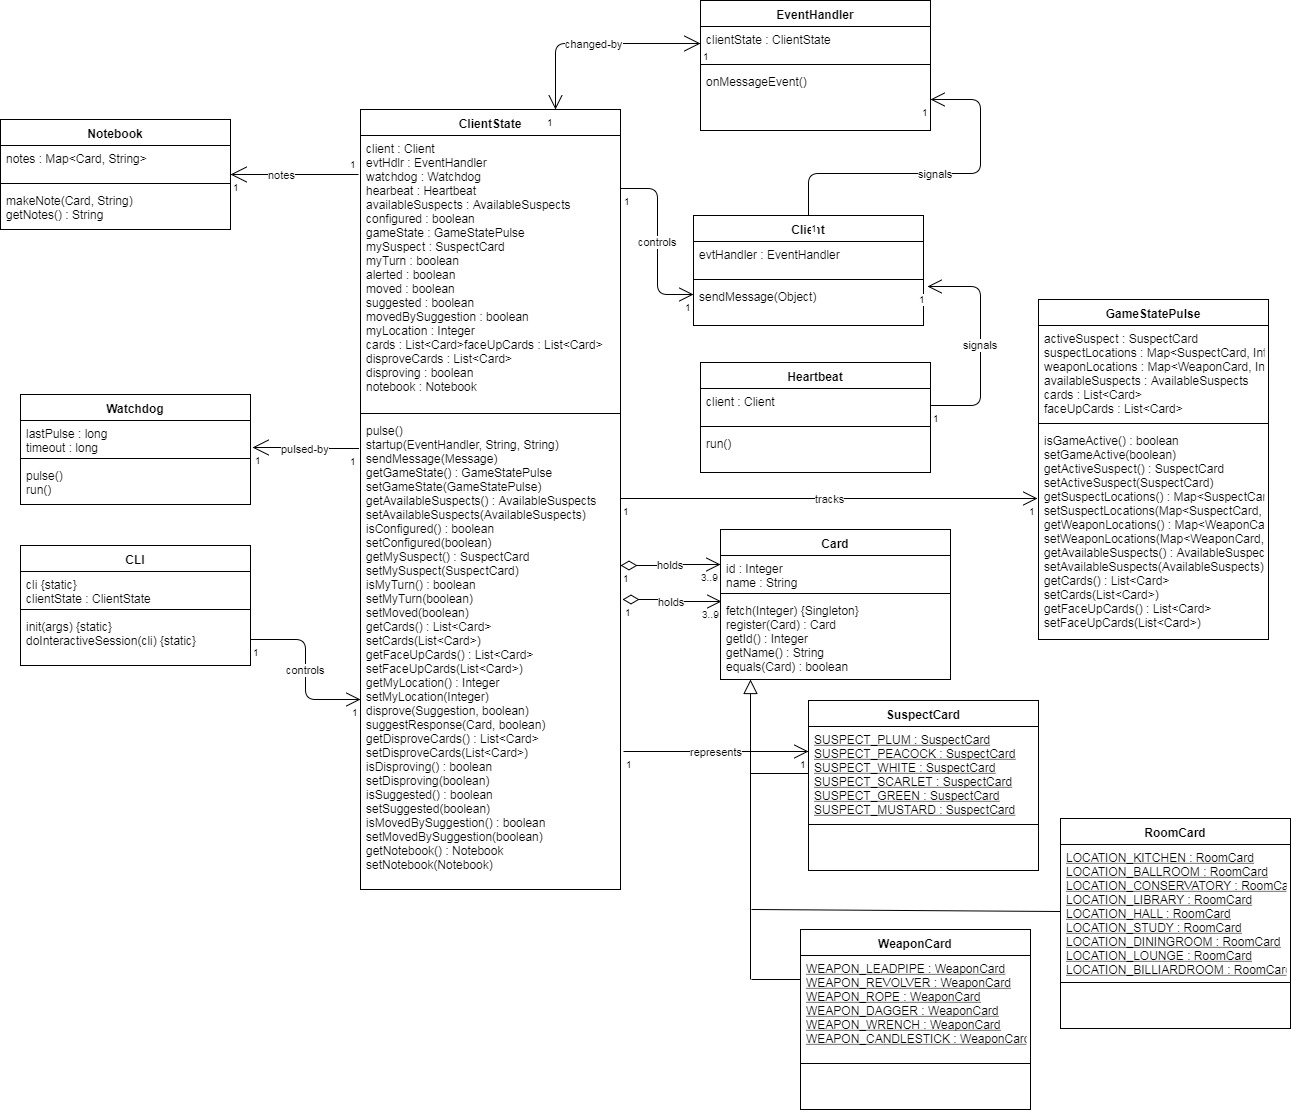 EventHandler
clientState : ClientState
1
onMessageEvent()
1
changed-by
1
signals
Notebook
notes : Map<Card, String>
makeNote(Card, String)
getNotes() : String
1
notes
1
ClientState
client : Client
evtHdlr : EventHandler
watchdog : Watchdog
hearbeat : Heartbeat
availableSuspects : AvailableSuspects
configured : boolean
gameState : GameStatePulse
mySuspect : SuspectCard
myTurn : boolean
alerted : boolean
moved : boolean
suggested : boolean
movedBySuggestion : boolean
myLocation : Integer
cards : List<Card>faceUpCards : List<Card>
disproveCards : List<Card>
disproving : boolean
notebook : Notebook
pulse()
startup(EventHandler, String, String)
sendMessage(Message)
getGameState() : GameStatePulse
setGameState(GameStatePulse)
getAvailableSuspects() : AvailableSuspects
setAvailableSuspects(AvailableSuspects)
isConfigured() : boolean
setConfigured(boolean)
getMySuspect() : SuspectCard
setMySuspect(SuspectCard)
isMyTurn() : boolean
setMyTurn(boolean)
setMoved(boolean)
getCards() : List<Card>
setCards(List<Card>)
getFaceUpCards() : List<Card>
setFaceUpCards(List<Card>)
getMyLocation() : Integer
setMyLocation(Integer)
disprove(Suggestion, boolean)
suggestResponse(Card, boolean)
getDisproveCards() : List<Card>
setDisproveCards(List<Card>)
isDisproving() : boolean
setDisproving(boolean)
isSuggested() : boolean
setSuggested(boolean)
isMovedBySuggestion() : boolean
setMovedBySuggestion(boolean)
getNotebook() : Notebook
setNotebook(Notebook)
1
controls
1
Client
1
evtHandler : EventHandler
sendMessage(Object)
1
signals
1
Heartbeat
client : Client
run()
Watchdog
lastPulse : long
timeout : long
pulse()
run()
1
pulsed-by
1
CLI
cli {static}
clientState : ClientState
init(args) {static}
doInteractiveSession(cli) {static}
1
controls
1
1
tracks
1
GameStatePulse
activeSuspect : SuspectCard
suspectLocations : Map<SuspectCard, Int
weaponLocations : Map<WeaponCard, In
availableSuspects : AvailableSuspects
cards : List<Card>
faceUpCards : List<Card>
isGameActive() : boolean
setGameActive(boolean)
getActiveSuspect() : SuspectCard
setActiveSuspect(SuspectCard)
getSuspectLocations() : Map<SuspectCar
setSuspectLocations(Map<SuspectCard,
getWeaponLocations() : Map<WeaponCa
setWeaponLocations(Map<WeaponCard,
getAvailableSuspects() : AvailableSuspec
setAvailableSuspects(AvailableSuspects)
getCards() : List<Card>
setCards(List<Card>)
getFaceUpCards() : List<Card>
setFaceUpCards(List<Card>)
holds
1
3..9
holds
1
3..9
Card
id : Integer
name : String
fetch(Integer) {Singleton}
register(Card) : Card
getId() : Integer
getName() : String
equals(Card) : boolean
represents
1
1
SuspectCard
SUSPECT_PLUM : SuspectCard
SUSPECT_PEACOCK : SuspectCard
SUSPECT_WHITE : SuspectCard
SUSPECT_SCARLET : SuspectCard
SUSPECT_GREEN : SuspectCard
SUSPECT_MUSTARD : SuspectCard
RoomCard
LOCATION_KITCHEN : RoomCard
LOCATION_BALLROOM : RoomCard
LOCATION_CONSERVATORY : RoomCa
LOCATION_LIBRARY : RoomCard
LOCATION_HALL : RoomCard
LOCATION_STUDY : RoomCard
LOCATION_DININGROOM : RoomCard
LOCATION_LOUNGE : RoomCard
LOCATION_BILLIARDROOM : RoomCard
WeaponCard
WEAPON_LEADPIPE : WeaponCard
WEAPON_REVOLVER : WeaponCard
WEAPON_ROPE : WeaponCard
WEAPON_DAGGER : WeaponCard
WEAPON_WRENCH : WeaponCard
WEAPON_CANDLESTICK : WeaponCard